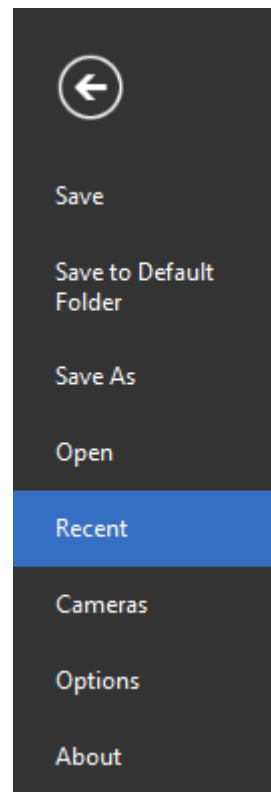 Save
Save to Default
Folder
Save As
Open
Recent
Cameras
Options
About